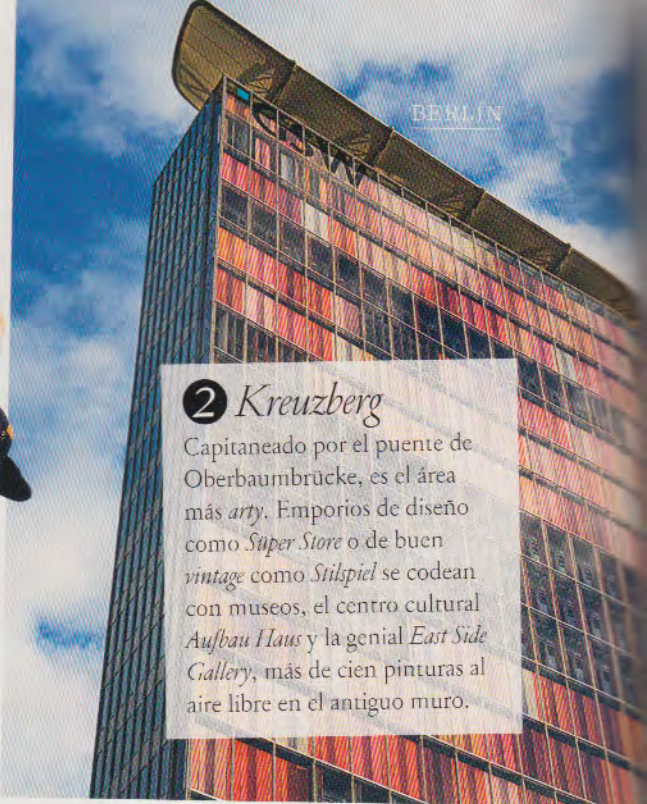 BERLÍN
GSW
2 Kreuzberg
Capitaneado por el puente de
Oberbaumbrücke, es el área
más arty. Emporios de diseño
como Süper Store o de buen
vintage como Stilspiel se codean
con museos, el centro cultural
Aufbau Haus y la genial East Side
Gallery, más de cien pinturas al
aire libre en el antiguo muro.